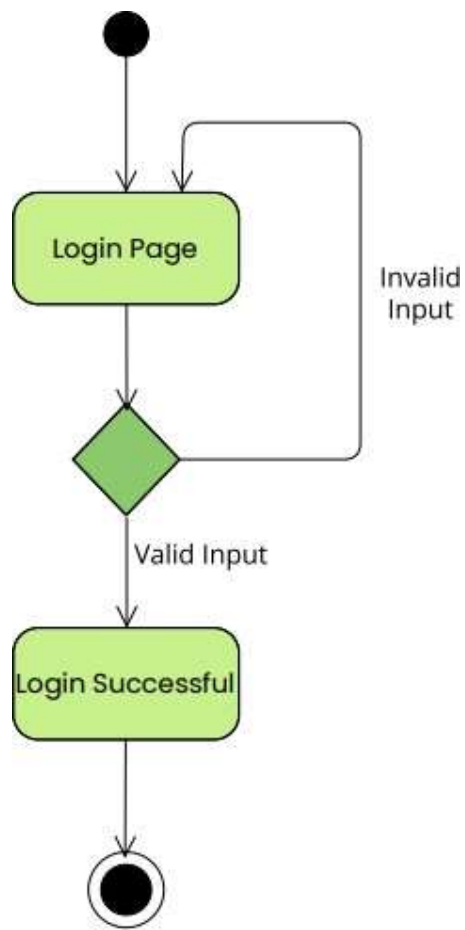 Login Page
Invalid
Input
Valid Input
Login Successful